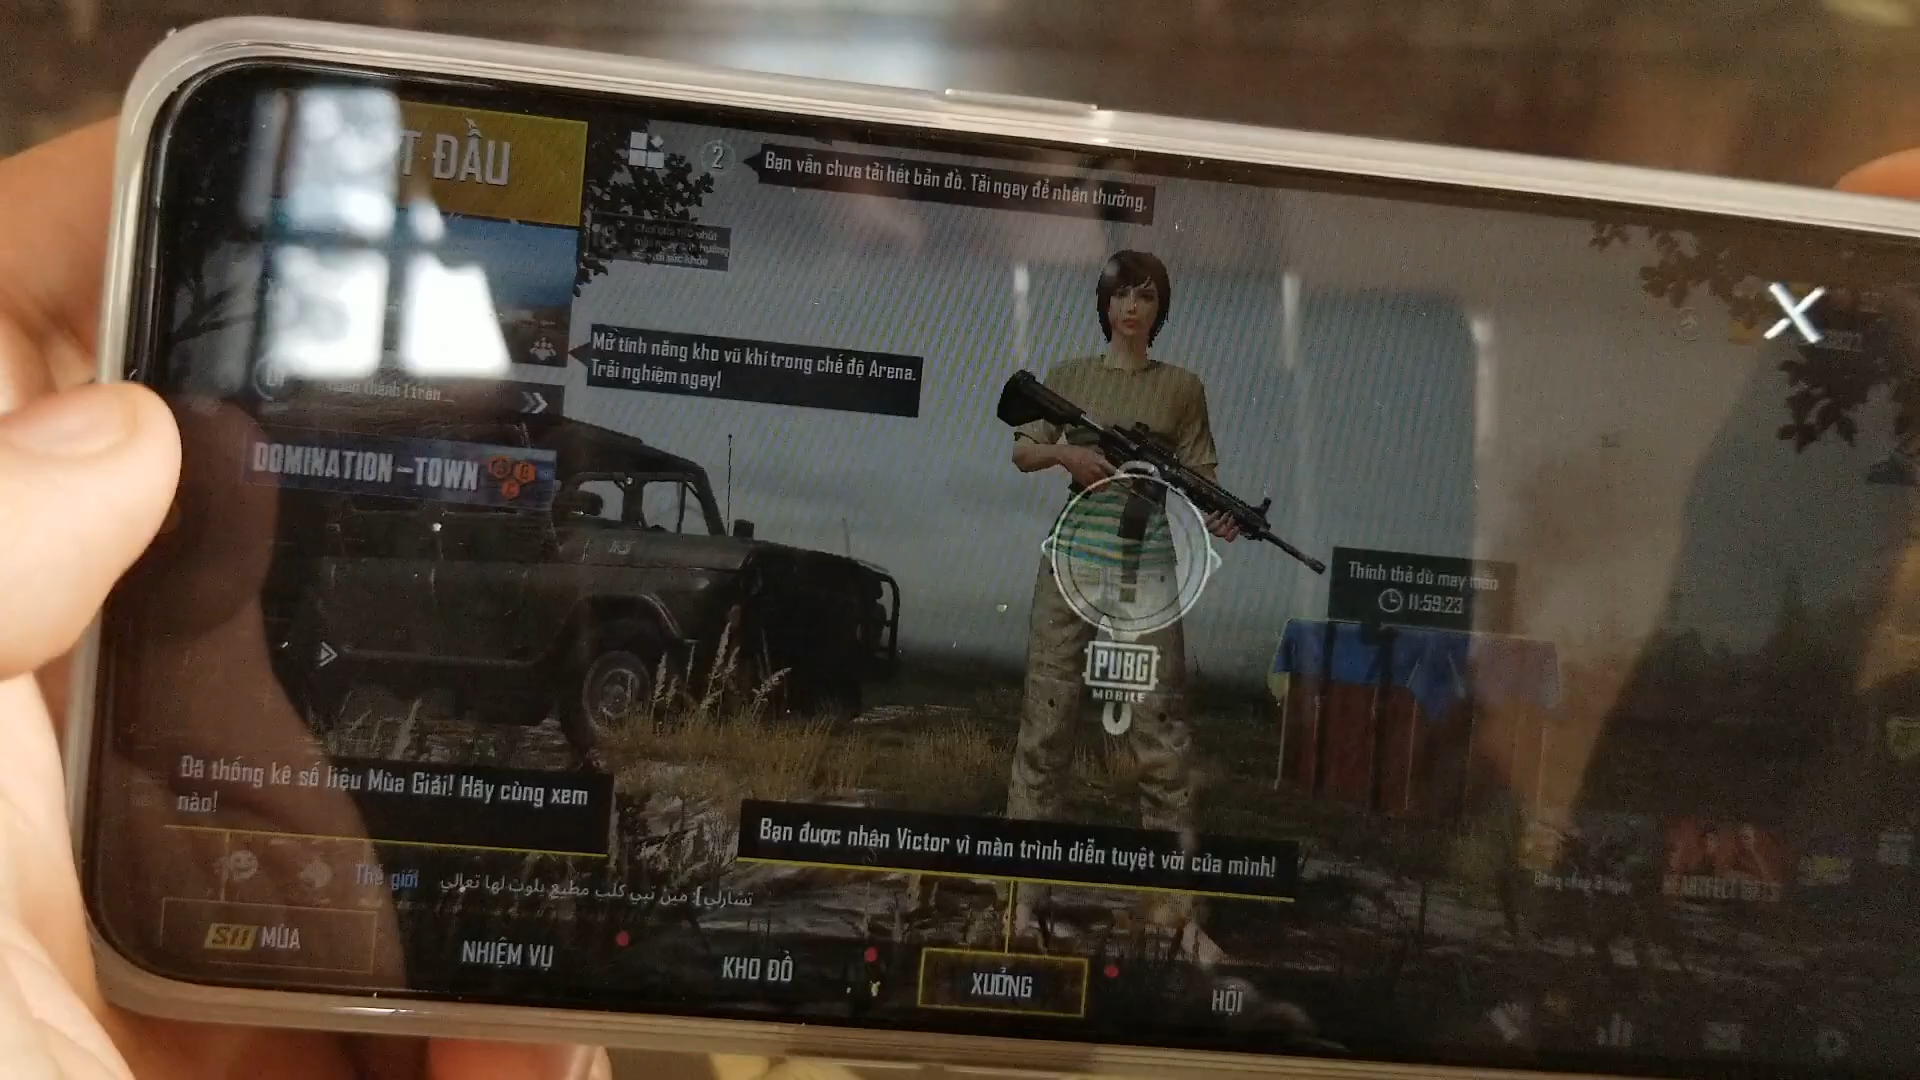 T ĐẦU
2
Bạn vẫn chưa tải hết bản đồ. Tải ngay để nhận thưởng.
Mở tính năng kho vũ khí trong chế độ Arena.
Trải nghiệm ngay!
DOMINATION-TOWN
Thính thả dù may mắn
11:59:23
PUBG
MOBILE
Đã thống kê số liệu Mùa Giải! Hãy cùng xem
nào!
Bạn được nhận Victor vì màn trình diễn tuyệt vời của mình!
Thế giới
S11 MÙA
NHIỆM VỤ
KHO ĐỒ
XƯỞNG
HỘI